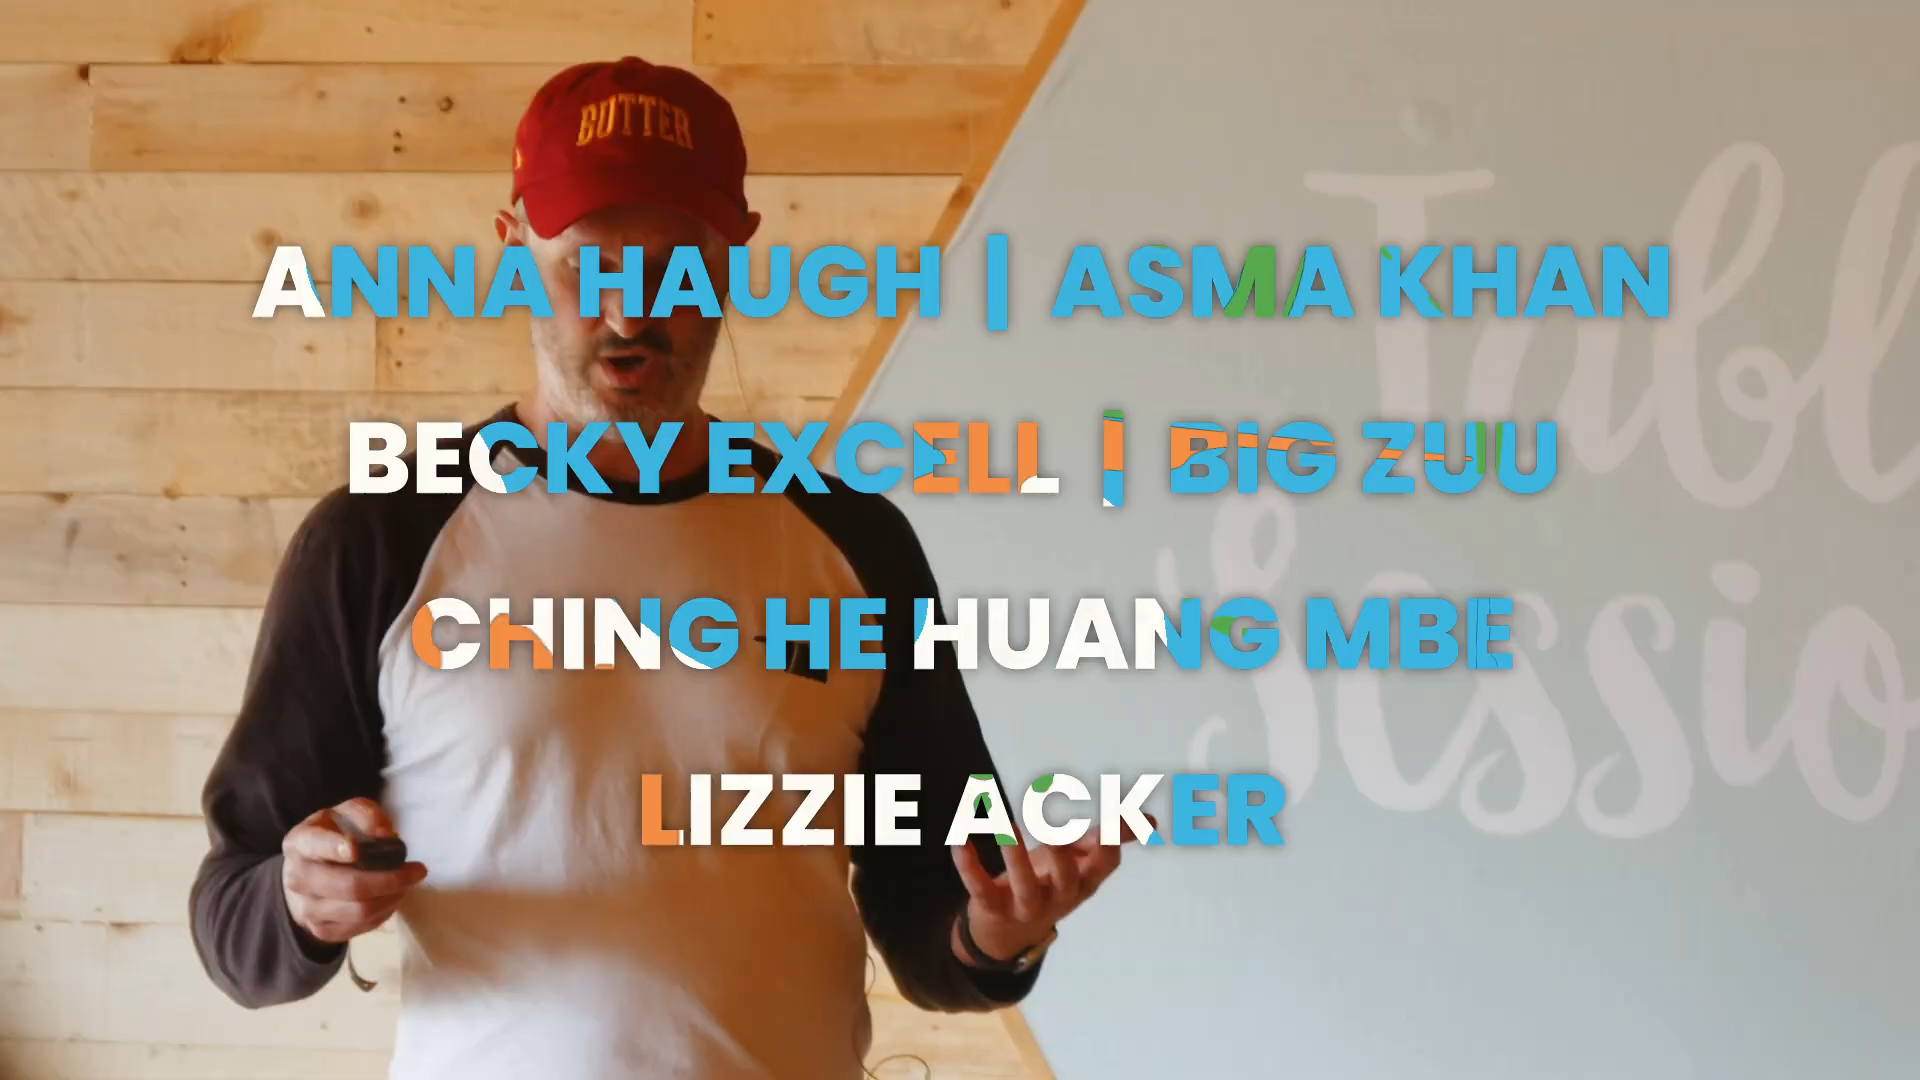 BUTTER
ANNA HAUGH | ASMA KHAN
BECKY EXCELL | BIG ZUU
CHING HE HUANG MBE
LIZZIE ACKER